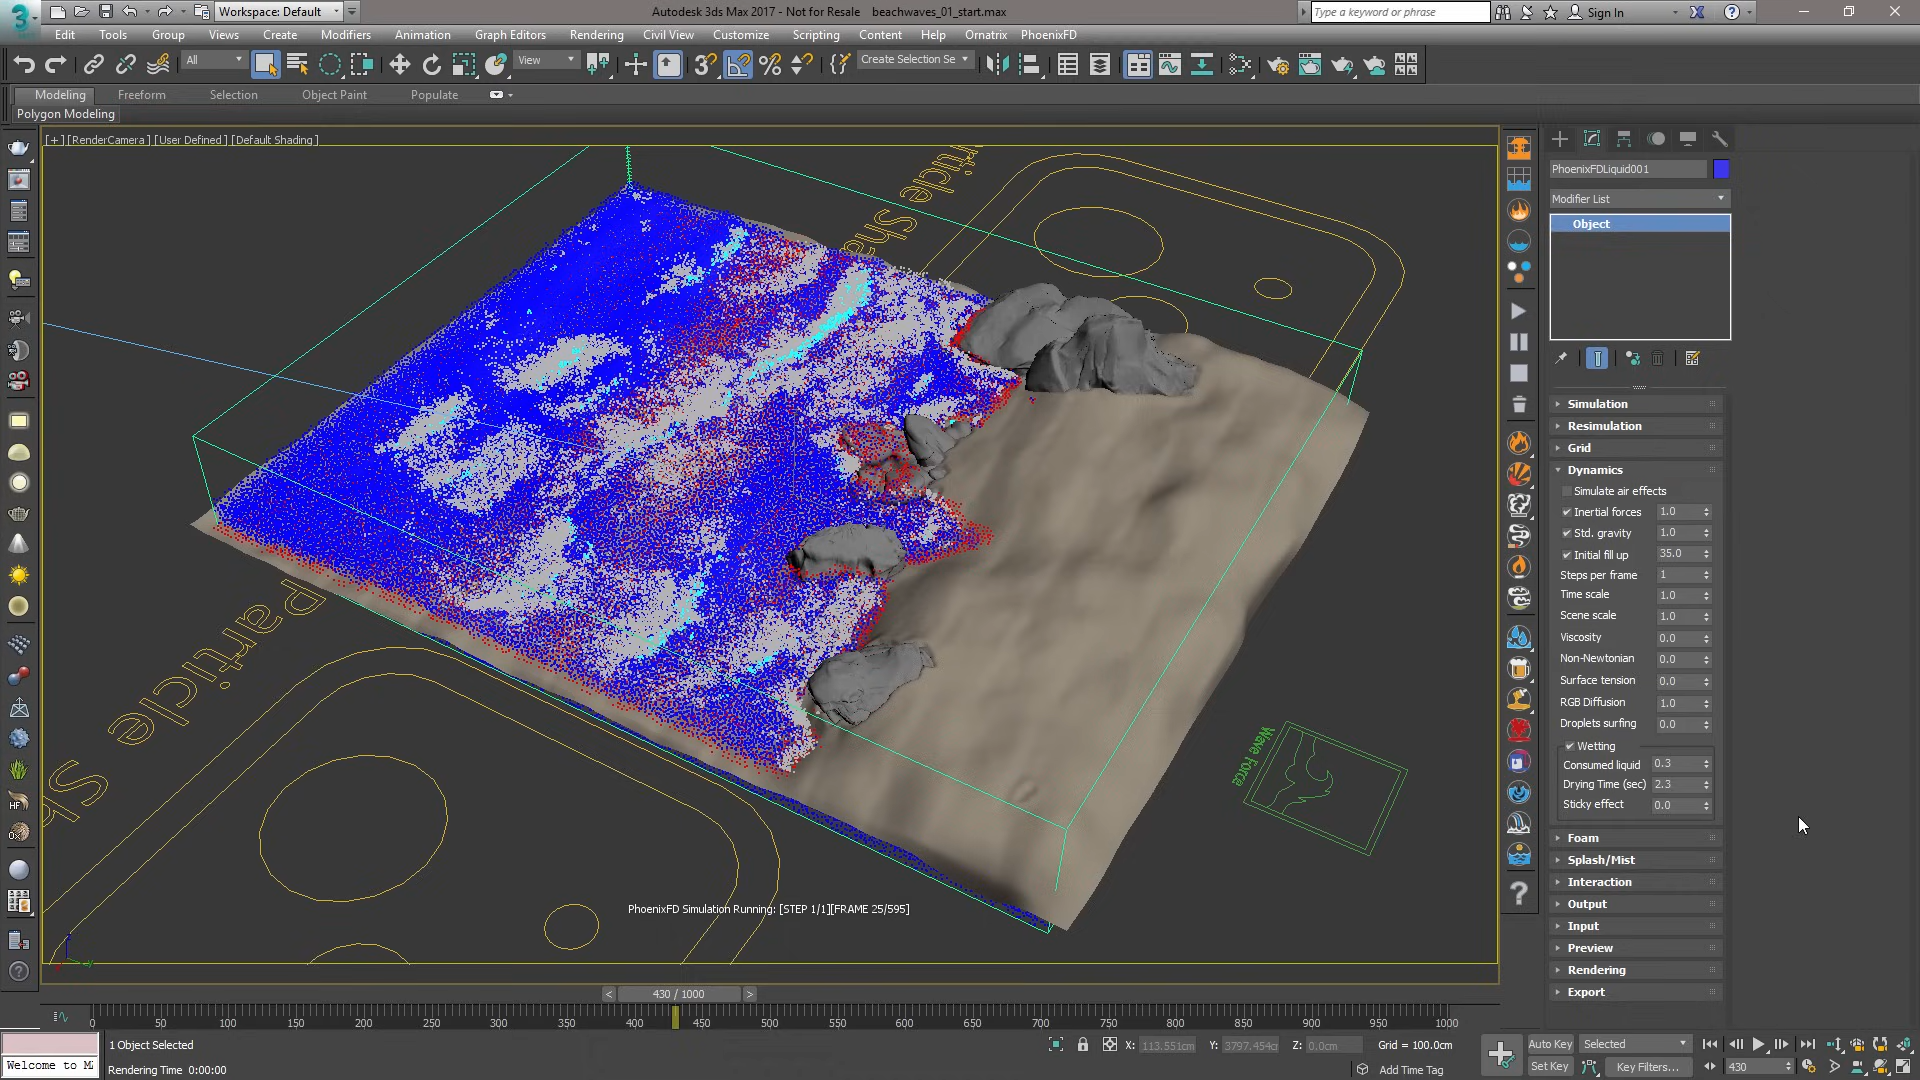 Workspace: Default
Autodesk 3ds Max 2017 - Not for Resale    beachwaves_01_start.max
Type a keyword or phrase
Sign In
Edit Tools Group Views Create Modifiers Animation Graph Editors Rendering Civil View Customize Scripting Content Help Ornatrix PhoenixFD
All
View
Create Selection Se
Modeling Freeform Selection Object Paint Populate
Polygon Modeling
[+] [RenderCamera] [User Defined] [Default Shading]
PhoenixFDLiquid001
Modifier List
Object
Simulation
Resimulation
Grid
Dynamics
Simulate air effects
Inertial forces 1.0
Std. gravity 1.0
Initial fill up 35.0
Steps per frame 1
Time scale 1.0
Scene scale 1.0
Viscosity 0.0
Non-Newtonian 0.0
Surface tension 0.0
RGB Diffusion 1.0
Droplets surfing 0.0
Wetting
Consumed liquid 0.3
Drying Time (sec) 2.3
Sticky effect 0.0
Foam
Splash/Mist
Interaction
Output
Input
Preview
Rendering
Export
Particle
Wave Force
PhoenixFD Simulation Running: [STEP 1/1][FRAME 25/595]
< 430 / 1000 >
0 50 100 150 200 250 300 350 400 450 500 550 600 650 700 750 800 850 900 950 1000
1 Object Selected
X: 113.551cm Y: 3797.454cm Z: 0.0cm Grid = 100.0cm
Auto Key Selected
Welcome to M
Rendering Time 0:00:00
Add Time Tag
Set Key Key Filters...
430